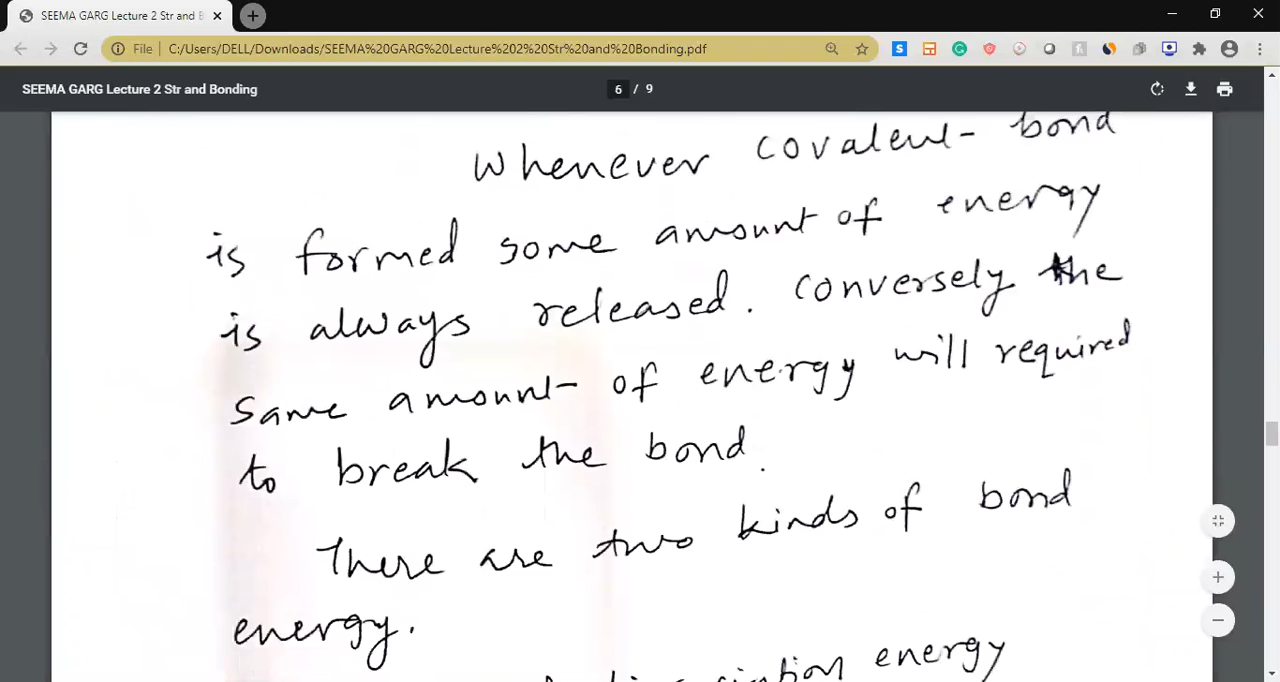 SEEMA GARG Lecture 2 Str and B
File | C:/Users/DELL/Downloads/SEEMA%20GARG%20Lecture%202%20Str%20and%20Bonding.pdf
SEEMA GARG Lecture 2 Str and Bonding
6 / 9
Whenever covalent bond
is formed some amount of energy
is always released. Conversely the
same amount of energy will required
to break the bond.
There are two kinds of bond
energy.
energy